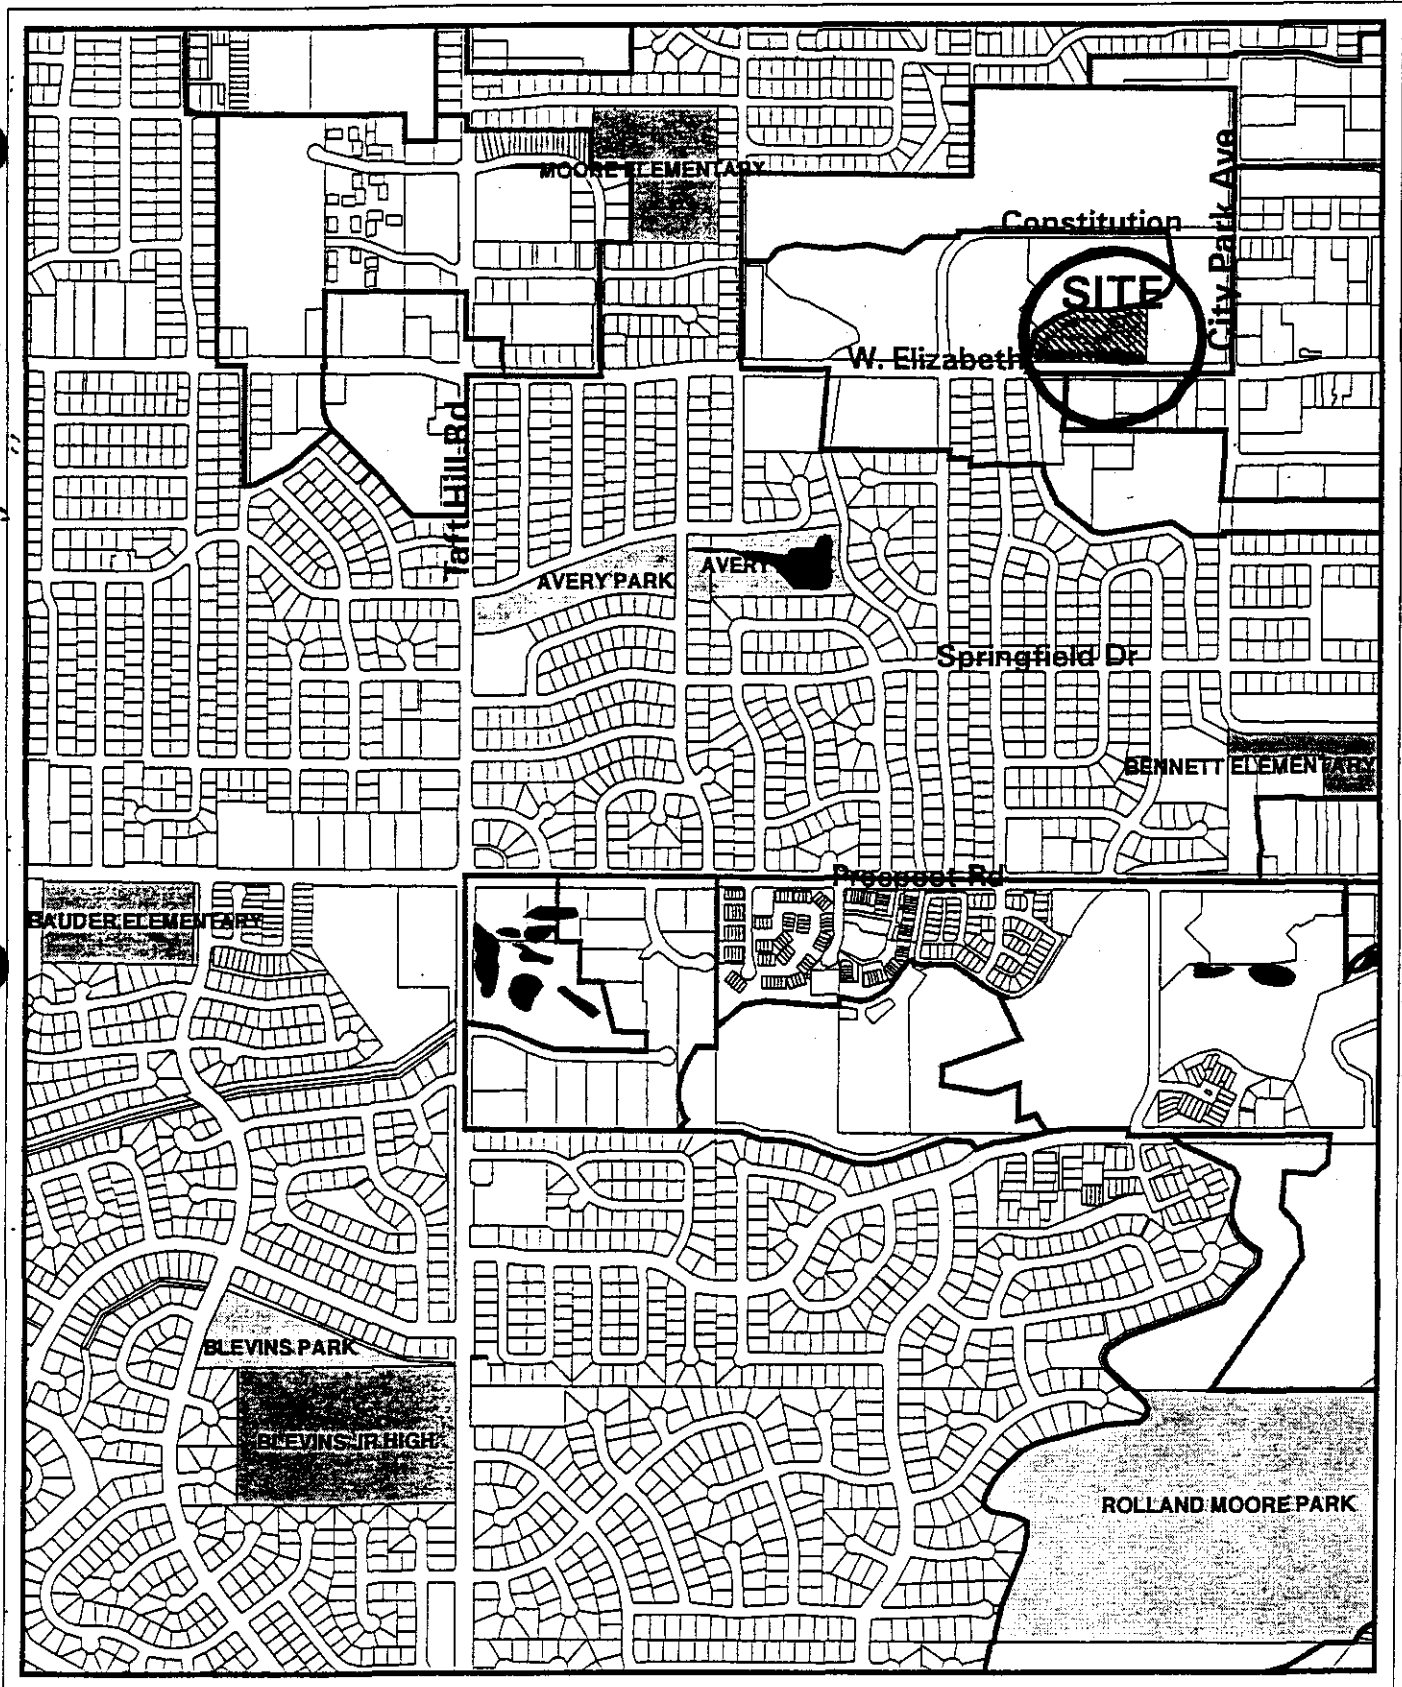 MOORE ELEMENTARY
Constitution
City Park Ave
SITE
W. Elizabeth
Taft Hill Rd
AVERY PARK
AVERY
Springfield Dr
BENNETT ELEMENTARY
Prospect Rd
BAUDER ELEMENTARY
BLEVINS PARK
BLEVINS JR HIGH
ROLLAND MOORE PARK